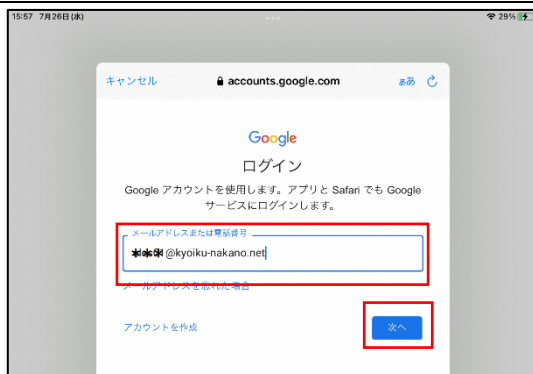 15:57 7月26日(水)
29%
キャンセル
accounts.google.com
ぁあ
Google
ログイン
Google アカウントを使用します。アプリと Safari でも Google
サービスにログインします。
メールアドレスまたは電話番号
@kyoiku-nakano.net
メールアドレスを忘れた場合
アカウントを作成
次へ